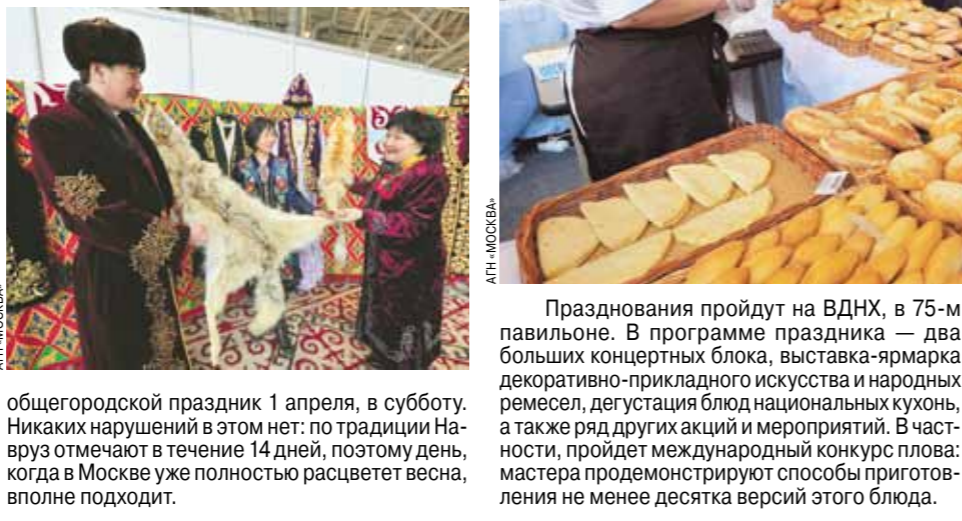 АГН «МОСКВА»
общегородской праздник 1 апреля, в субботу.
Никаких нарушений в этом нет: по традиции На-
вруз отмечают в течение 14 дней, поэтому день,
когда в Москве уже полностью расцветет весна,
вполне подходит.
АГН «МОСКВА»
Празднования пройдут на ВДНХ, в 75-м
павильоне. В программе праздника — два
больших концертных блока, выставка-ярмарка
декоративно-прикладного искусства и народных
ремесел, дегустация блюд национальных кухонь,
а также ряд других акций и мероприятий. В част-
ности, пройдет международный конкурс плова:
мастера продемонстрируют способы приготов-
ления не менее десятка версий этого блюда.